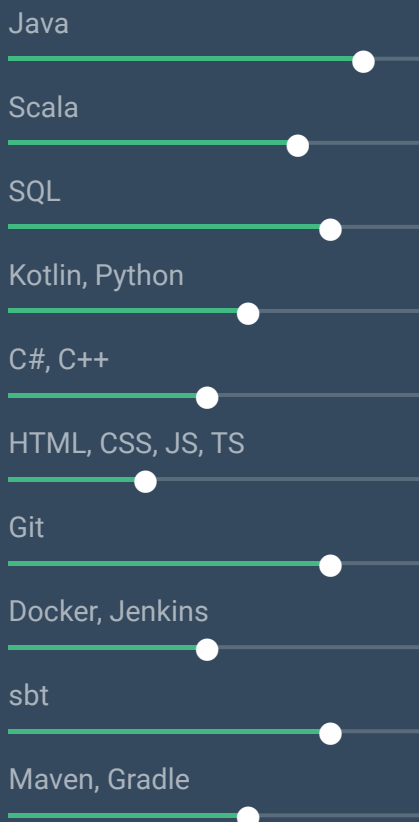 Java
Scala
SQL
Kotlin, Python
C#, C++
HTML, CSS, JS, TS
Git
Docker, Jenkins
sbt
Maven, Gradle